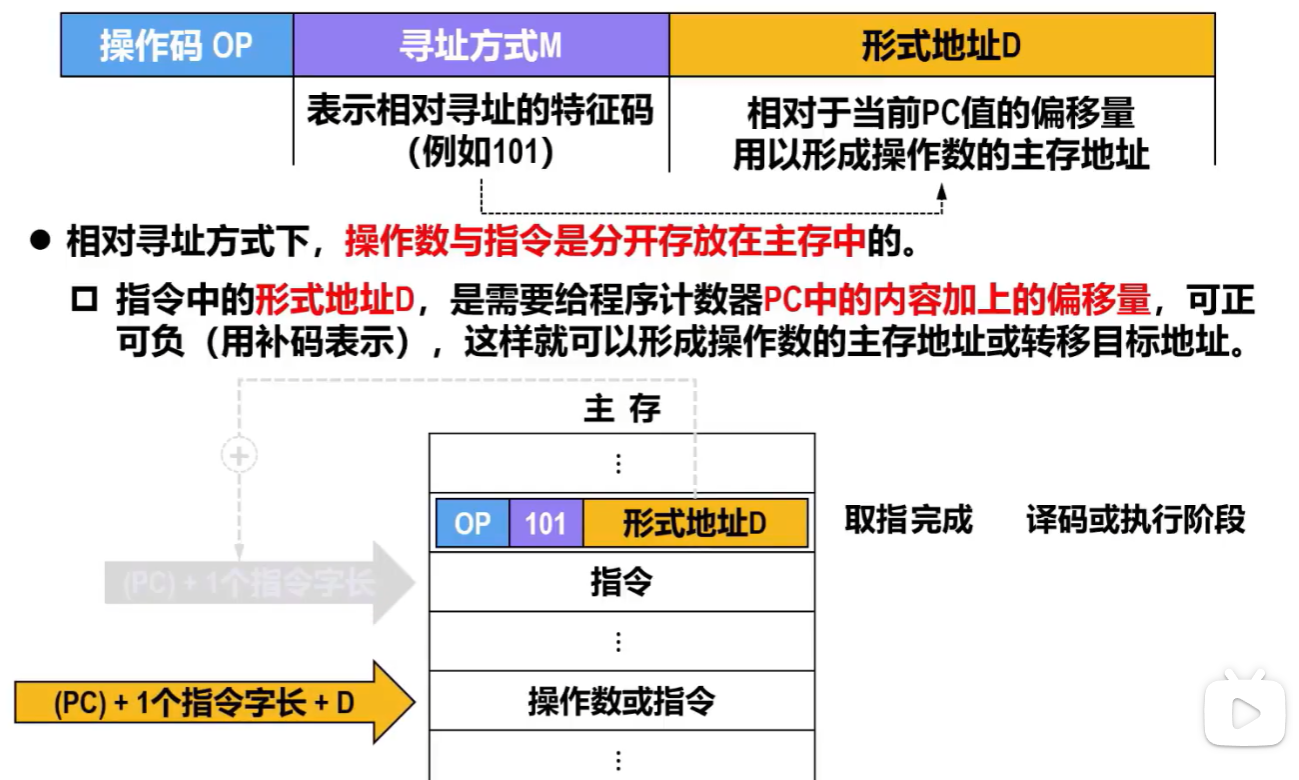 操作码 OP 寻址方式M 形式地址D
表示相对寻址的特征码
（例如101）
相对于当前PC值的偏移量
用以形成操作数的主存地址
● 相对寻址方式下，操作数与指令是分开存放在主存中的。
口 指令中的形式地址D，是需要给程序计数器PC中的内容加上的偏移量，可正
可负（用补码表示），这样就可以形成操作数的主存地址或转移目标地址。
主 存
+
⋮
OP 101 形式地址D 取指完成 译码或执行阶段
(PC) + 1个指令字长 指令
⋮
(PC) + 1个指令字长 + D 操作数或指令
⋮